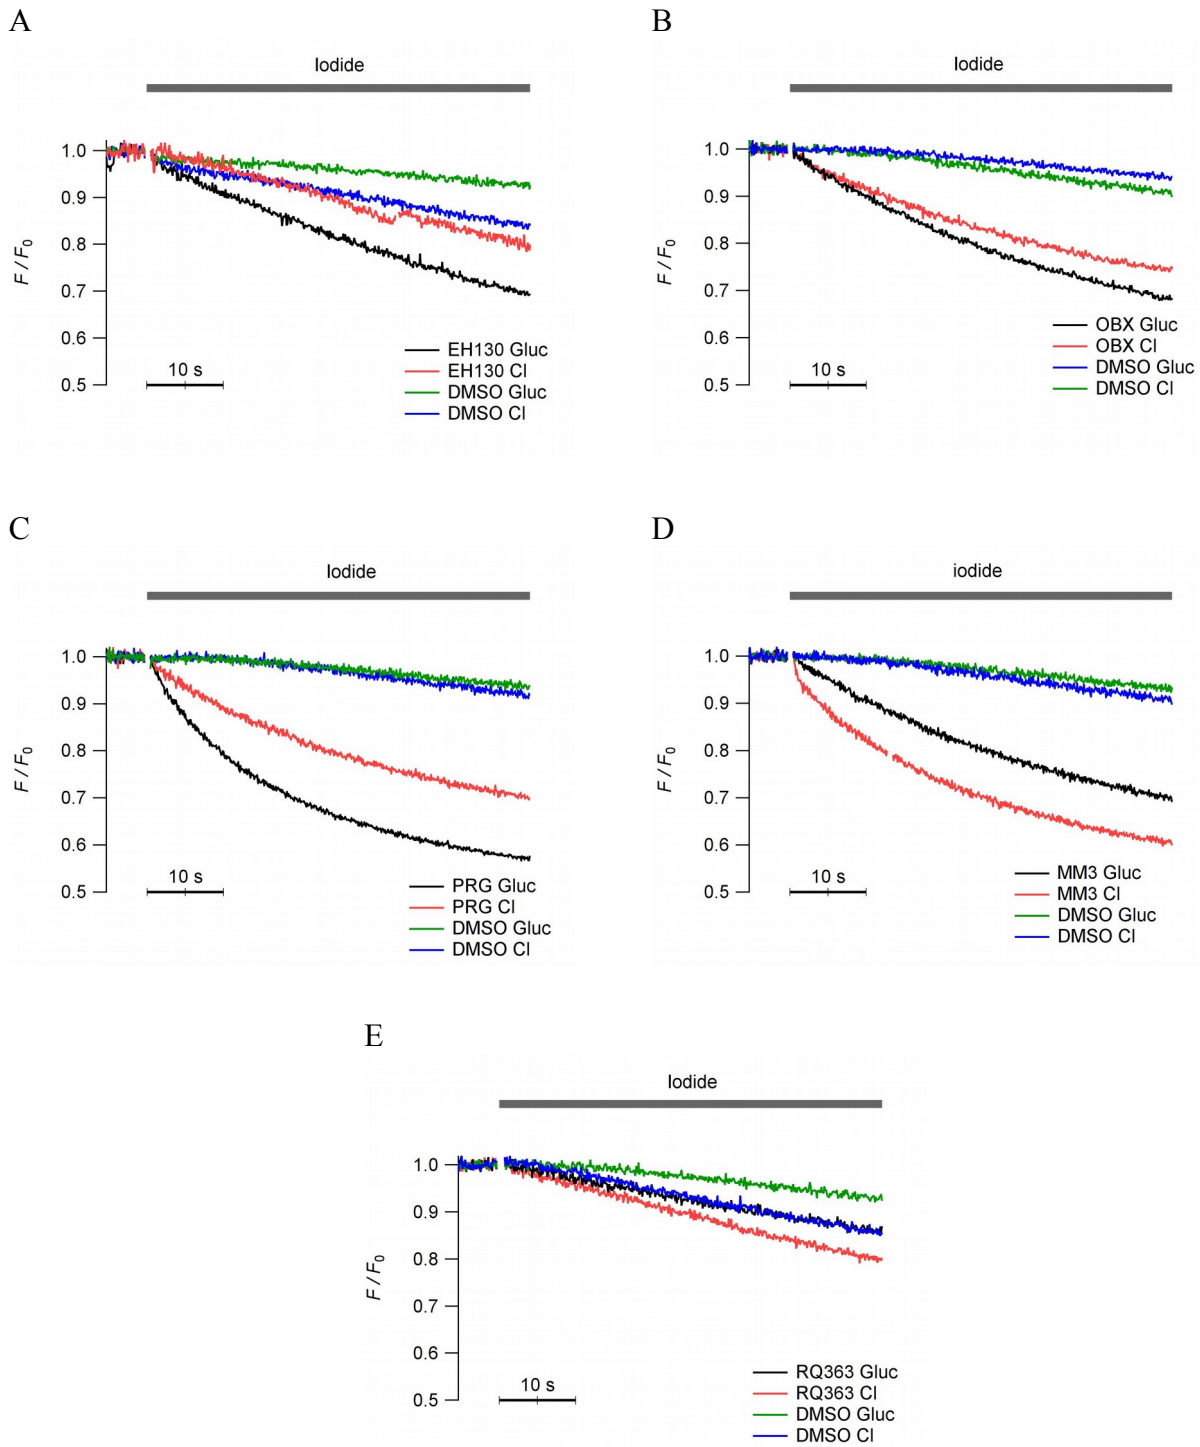 A
Iodide
1.0
0.9
0.8
0.7
0.6
0.5
F / F0
10 s
EH130 Gluc
EH130 Cl
DMSO Gluc
DMSO Cl
B
Iodide
1.0
0.9
0.8
0.7
0.6
0.5
F / F0
10 s
OBX Gluc
OBX Cl
DMSO Gluc
DMSO Cl
C
Iodide
1.0
0.9
0.8
0.7
0.6
0.5
F / F0
10 s
PRG Gluc
PRG Cl
DMSO Gluc
DMSO Cl
D
iodide
1.0
0.9
0.8
0.7
0.6
0.5
F / F0
10 s
MM3 Gluc
MM3 Cl
DMSO Gluc
DMSO Cl
E
Iodide
1.0
0.9
0.8
0.7
0.6
0.5
F / F0
10 s
RQ363 Gluc
RQ363 Cl
DMSO Gluc
DMSO Cl